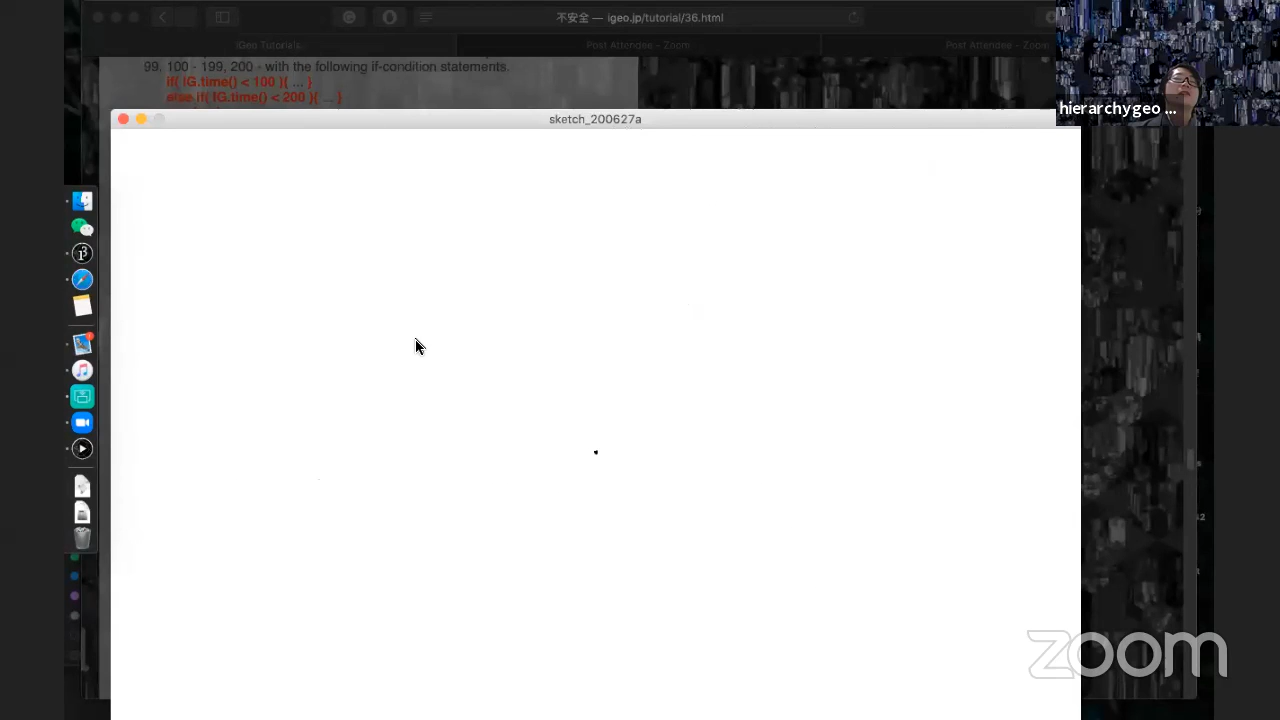 不安全 — igeo.jp/tutorial/36.html
iGeo Tutorials
Post Attendee - Zoom
Post Attendee - Zoom
99, 100 - 199, 200 - with the following if-condition statements.
if( IG.time() < 100 ){ ... }
else if( IG.time() < 200 ){ ... }
hierarchygeo ...
sketch_200627a
zoom